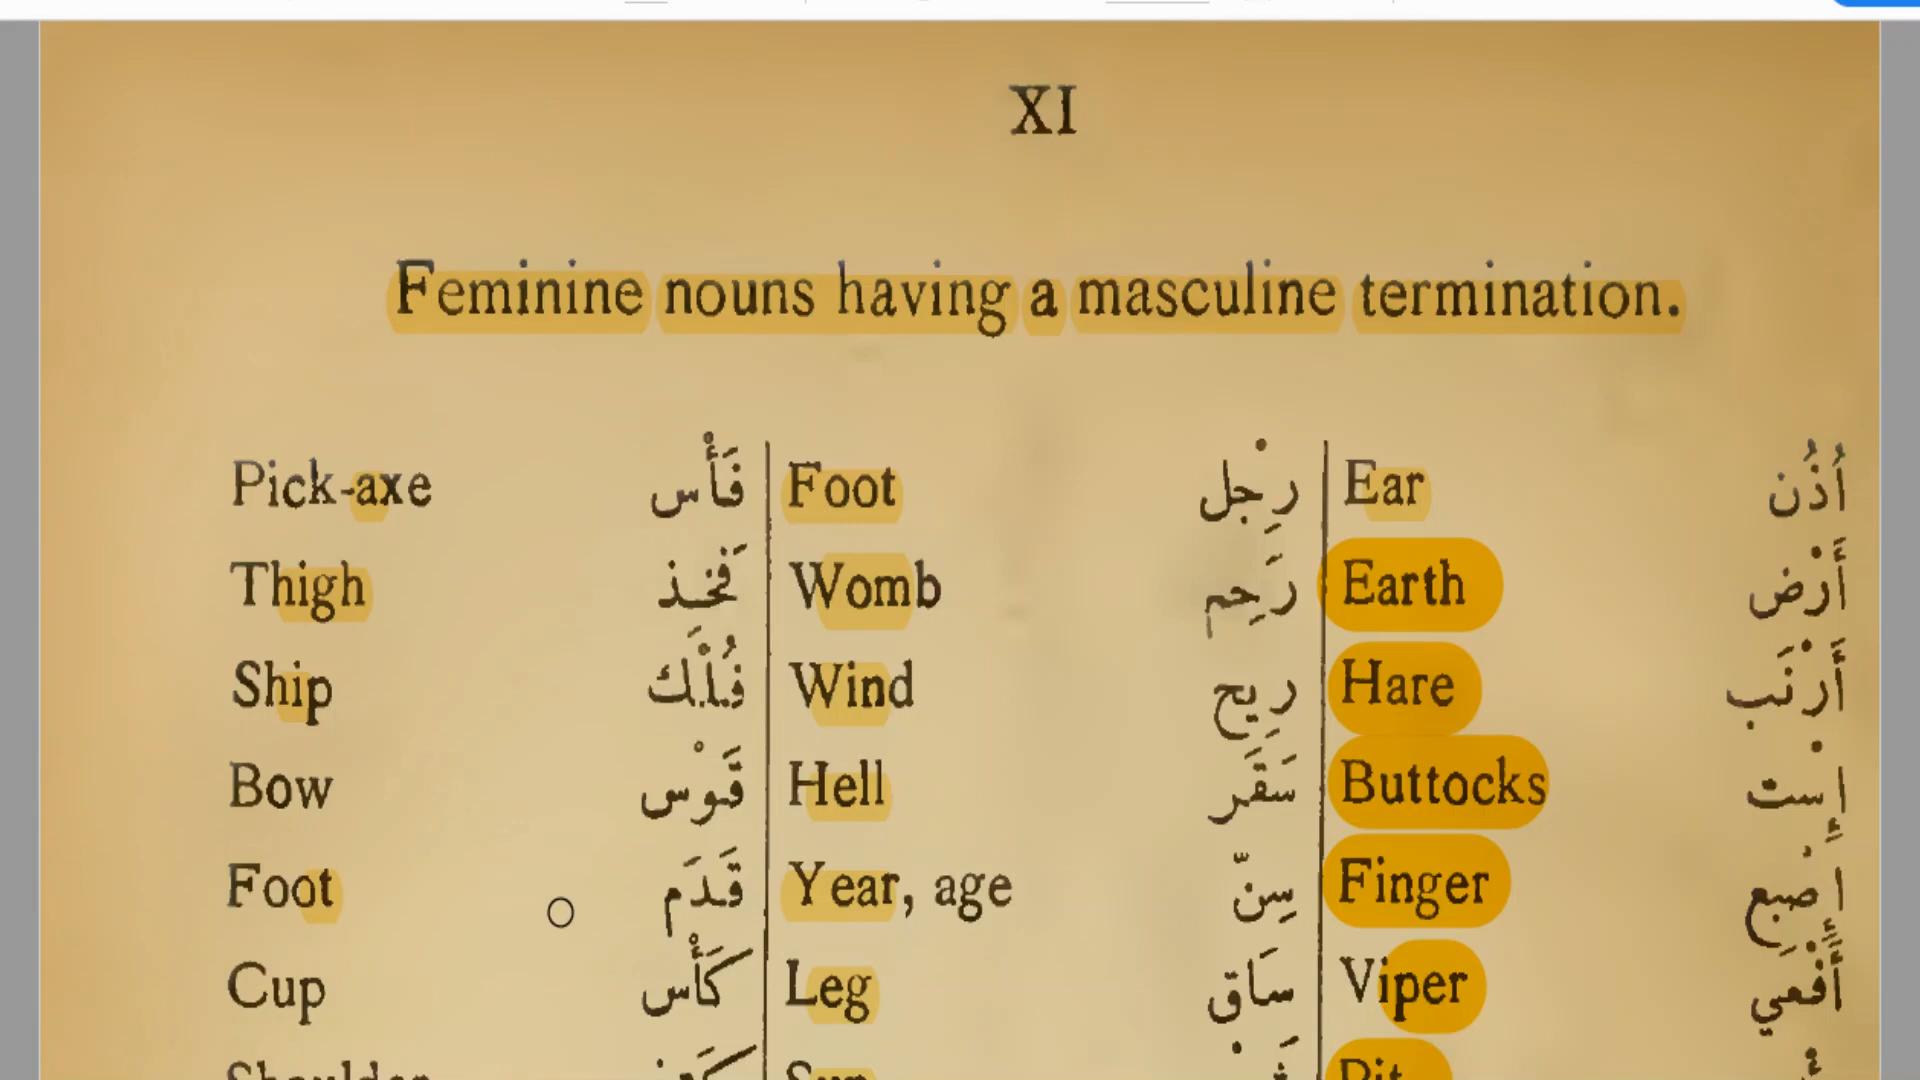 XI
Feminine nouns having a masculine termination.
Pick-axe فَأْس Foot رِجْل Ear أُذُن
Thigh فَخِذ Womb رَحِم Earth أَرْض
Ship فُلْك Wind رِيح Hare أَرْنَب
Bow قَوْس Hell سَقَر Buttocks إِسْت
Foot قَدَم Year, age سِنّ Finger إِصْبَع
Cup كَأْس Leg سَاق Viper أَفْعي